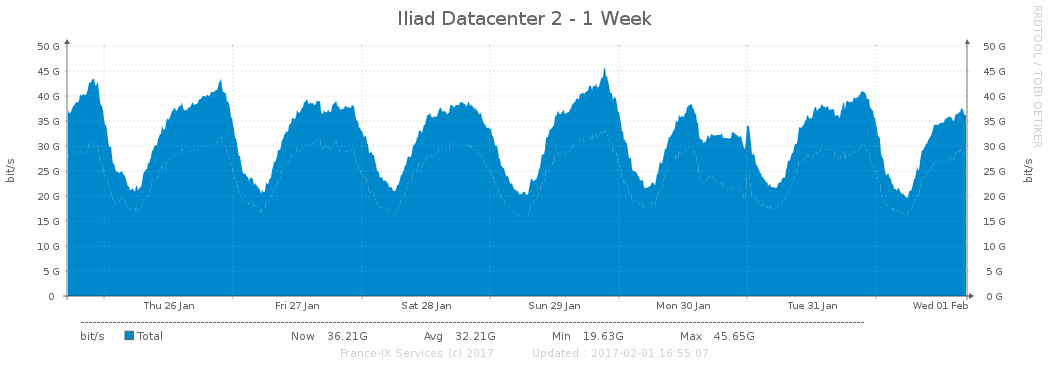 Iliad Datacenter 2 - 1 Week
RRDTOOL / TOBI OETIKER
50 G 50 G
45 G 45 G
40 G 40 G
35 G 35 G
30 G 30 G
25 G 25 G
20 G 20 G
15 G 15 G
10 G 10 G
5 G 5 G
0 0 G
bit/s bit/s
Thu 26 Jan Fri 27 Jan Sat 28 Jan Sun 29 Jan Mon 30 Jan Tue 31 Jan Wed 01 Feb
bit/s Total Now 36.21G Avg 32.21G Min 19.63G Max 45.65G
France-IX Services (c) 2017 Updated : 2017-02-01 16:55:07